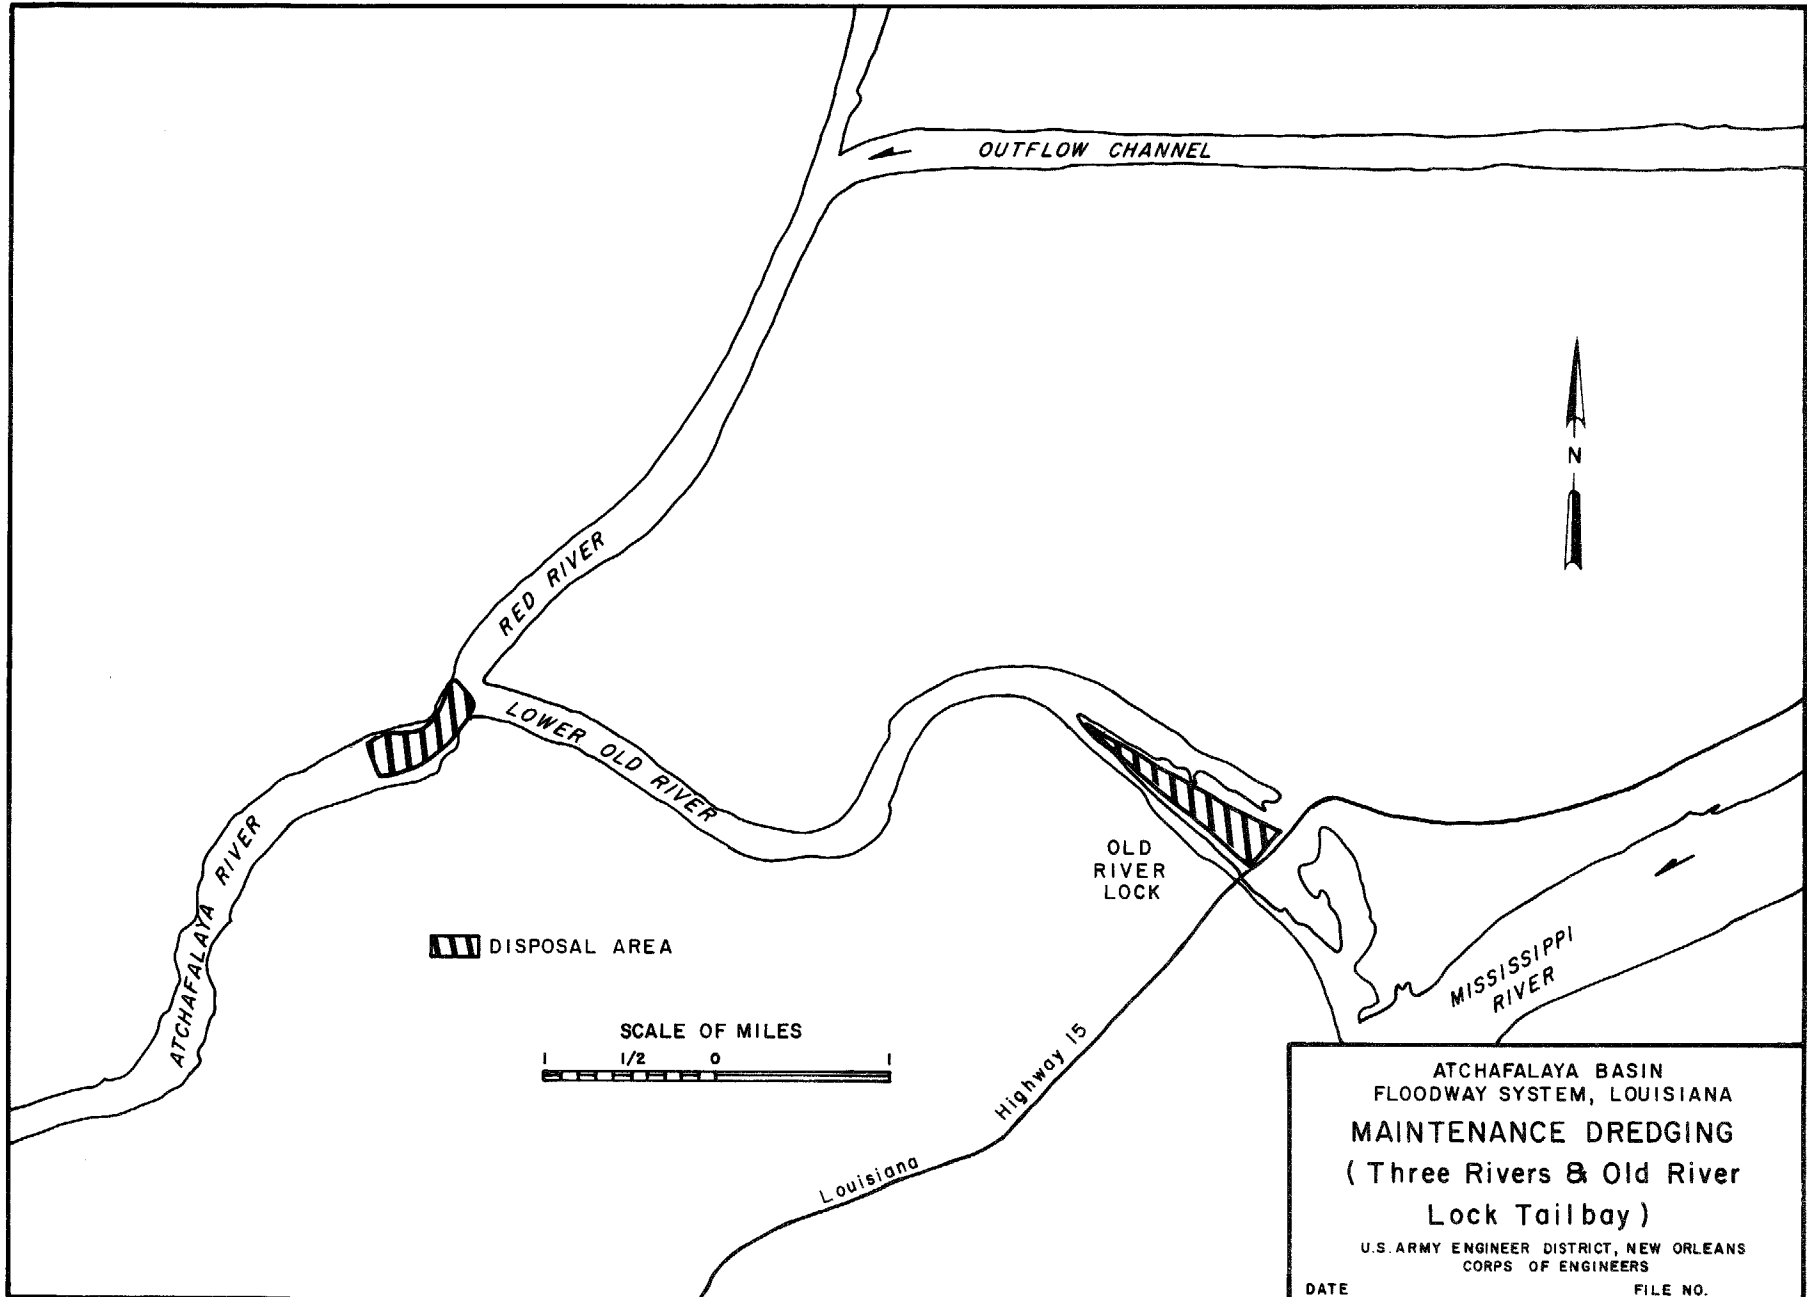 OUTFLOW CHANNEL
N
RED RIVER
LOWER OLD RIVER
ATCHAFALAYA RIVER
OLD
RIVER
LOCK
DISPOSAL AREA
MISSISSIPPI
RIVER
SCALE OF MILES
1 1/2 0 1
Louisiana Highway 15
ATCHAFALAYA BASIN
FLOODWAY SYSTEM, LOUISIANA
MAINTENANCE DREDGING
(Three Rivers & Old River
Lock Tailbay)
U.S. ARMY ENGINEER DISTRICT, NEW ORLEANS
CORPS OF ENGINEERS
DATE FILE NO.